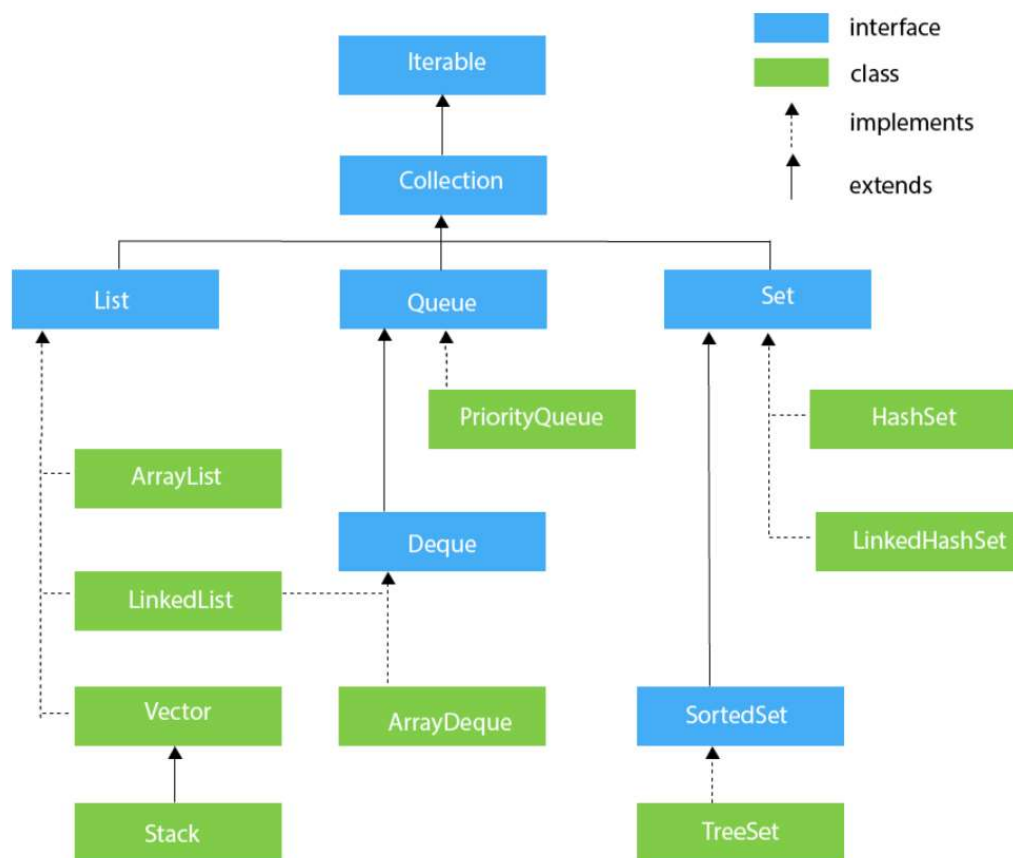 Iterable
interface
class
implements
extends
Collection
List
Queue
Set
PriorityQueue
HashSet
ArrayList
Deque
LinkedHashSet
LinkedList
Vector
ArrayDeque
SortedSet
Stack
TreeSet